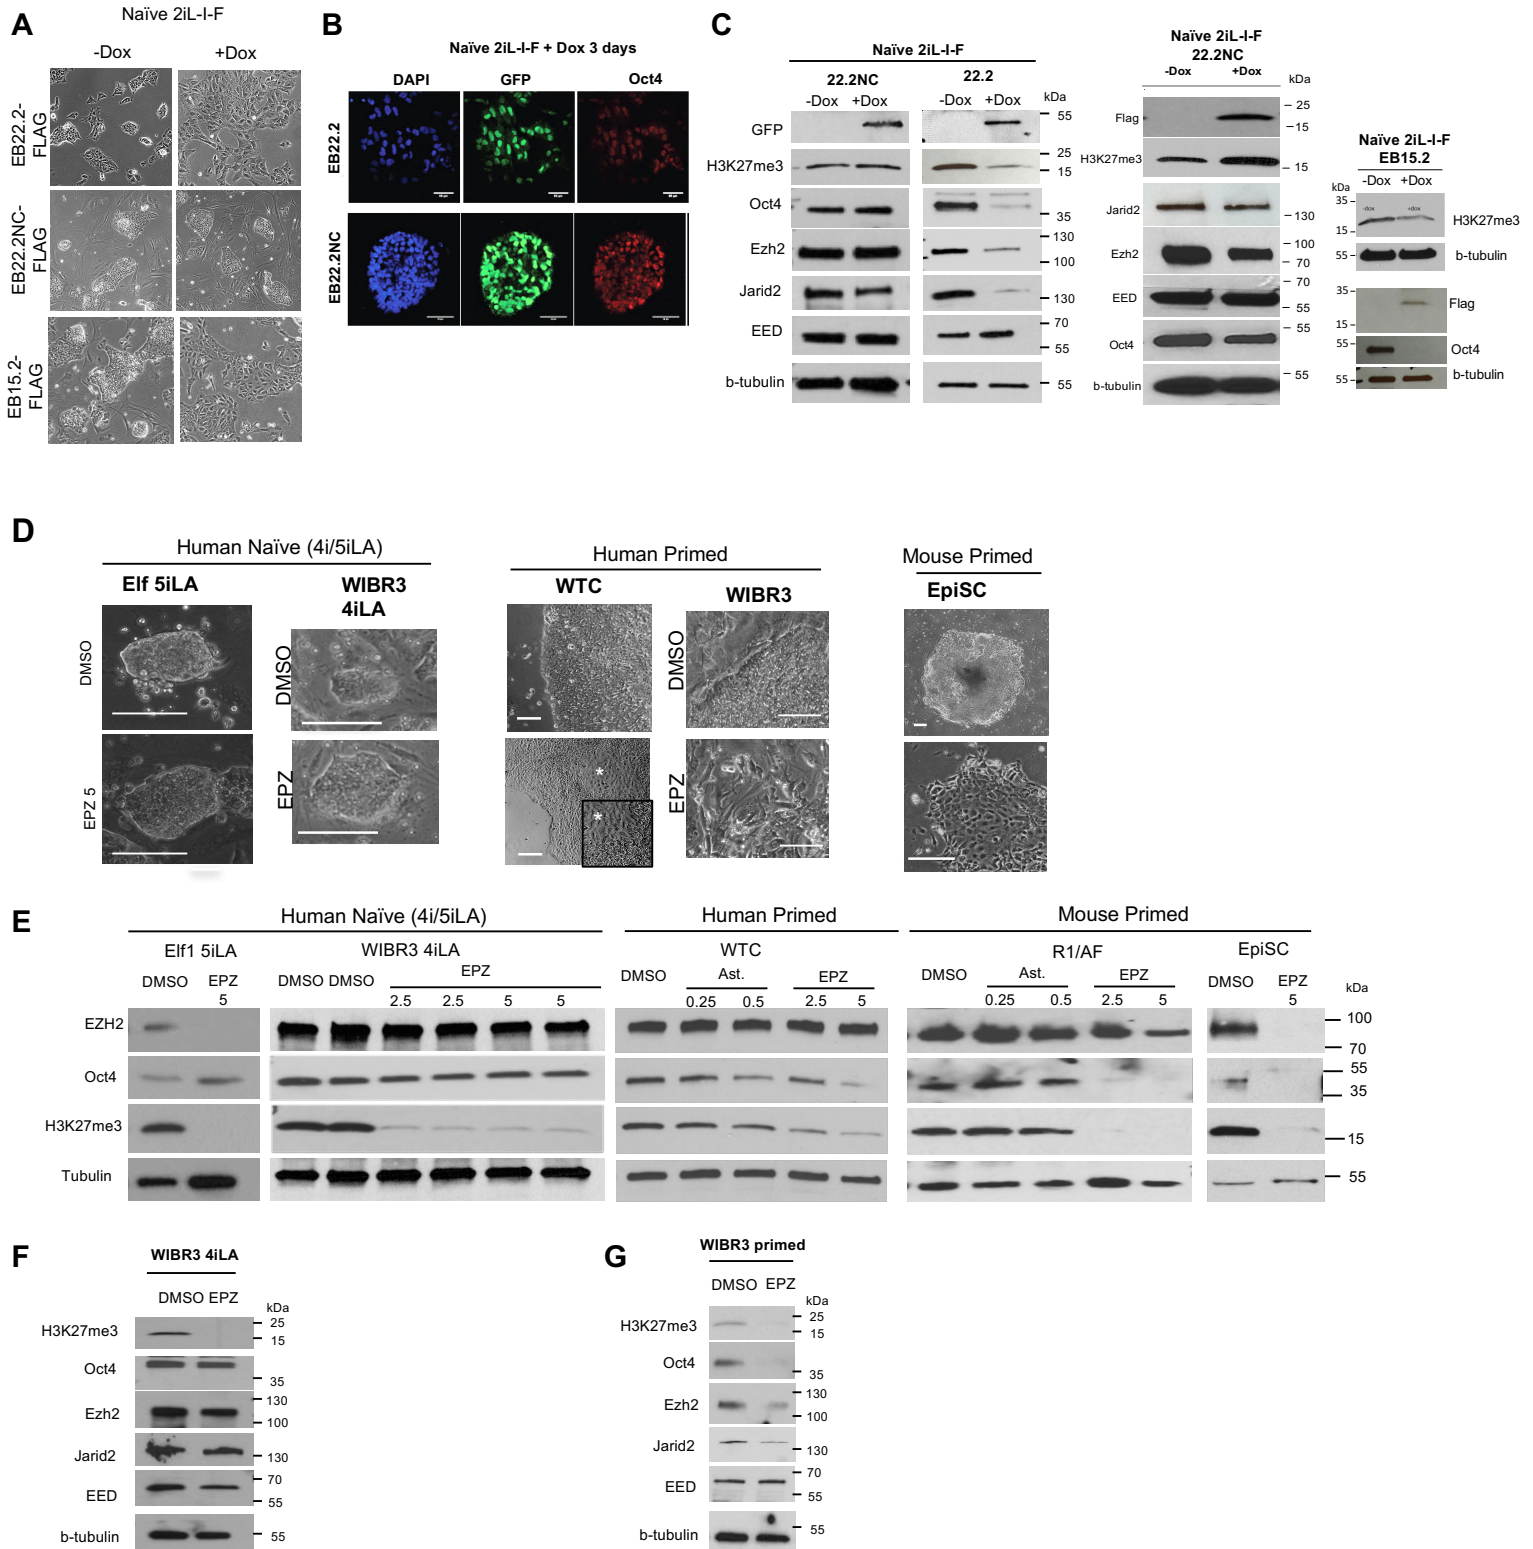 A
Naïve 2iL-I-F
-Dox +Dox
EB22.2-
FLAG
EB22.2NC-
FLAG
EB15.2-
FLAG
B
Naïve 2iL-I-F + Dox 3 days
DAPI GFP Oct4
EB22.2
EB22.2NC
C
Naïve 2iL-I-F
22.2NC 22.2
-Dox +Dox -Dox +Dox
kDa
GFP
55
H3K27me3
25
15
Oct4
35
Ezh2
130
100
Jarid2
130
EED
70
55
b-tubulin
55
Naïve 2iL-I-F
22.2NC
-Dox +Dox
kDa
Flag
25
15
H3K27me3
15
Jarid2
130
Ezh2
100
70
EED
70
55
Oct4
55
b-tubulin
55
Naïve 2iL-I-F
EB15.2
kDa
-Dox +Dox
35
-dox +dox
15
H3K27me3
55
b-tubulin
35
Flag
15
55
Oct4
55
b-tubulin
D
Human Naïve (4i/5iLA)
Elf 5iLA
WIBR3
4iLA
DMSO
EPZ 5
DMSO
EPZ
Human Primed
WTC
WIBR3
*
*
DMSO
EPZ
Mouse Primed
EpiSC
E
Human Naïve (4i/5iLA) Human Primed Mouse Primed
Elf1 5iLA WIBR3 4iLA WTC R1/AF EpiSC
DMSO EPZ DMSO DMSO EPZ DMSO Ast. EPZ DMSO Ast. EPZ DMSO EPZ
5 2.5 2.5 5 5 0.25 0.5 2.5 5 0.25 0.5 2.5 5 5
kDa
EZH2
100
70
Oct4
55
35
H3K27me3
15
Tubulin
55
F
WIBR3 4iLA
DMSO EPZ
kDa
H3K27me3
25
15
Oct4
35
Ezh2
130
100
Jarid2
130
EED
70
55
b-tubulin
55
G
WIBR3 primed
DMSO EPZ
kDa
H3K27me3
25
15
Oct4
35
Ezh2
130
100
Jarid2
130
EED
70
55
b-tubulin
55